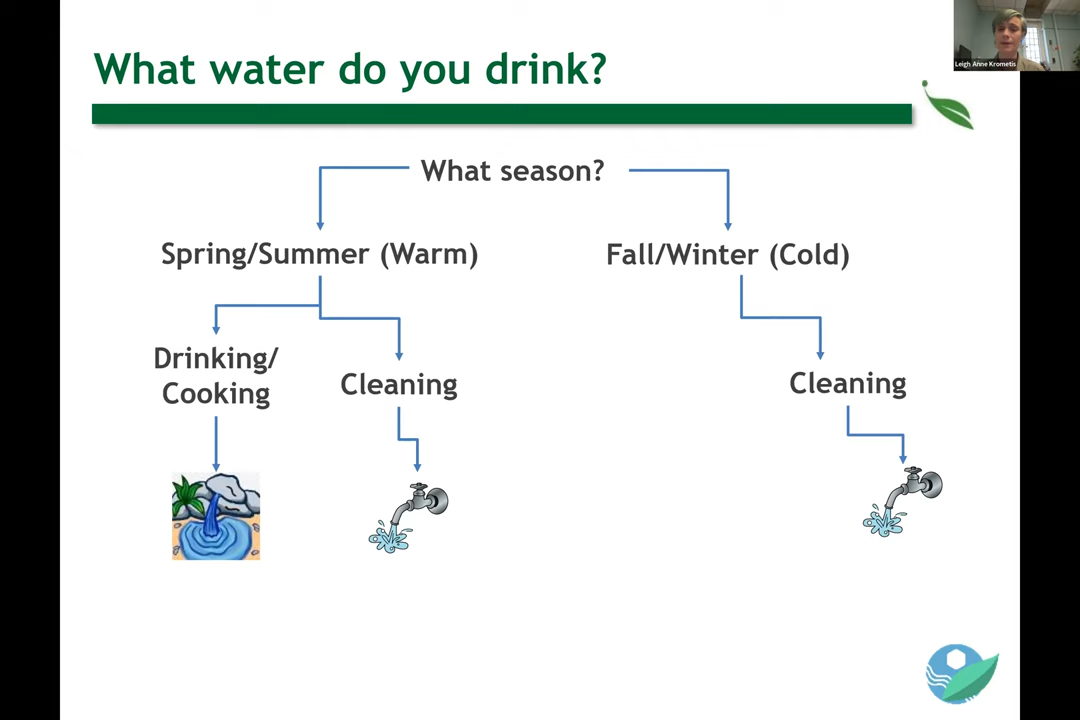 What water do you drink?
Leigh Anne Krometis
What season?
Spring/Summer (Warm)
Fall/Winter (Cold)
Drinking/
Cooking
Cleaning
Cleaning